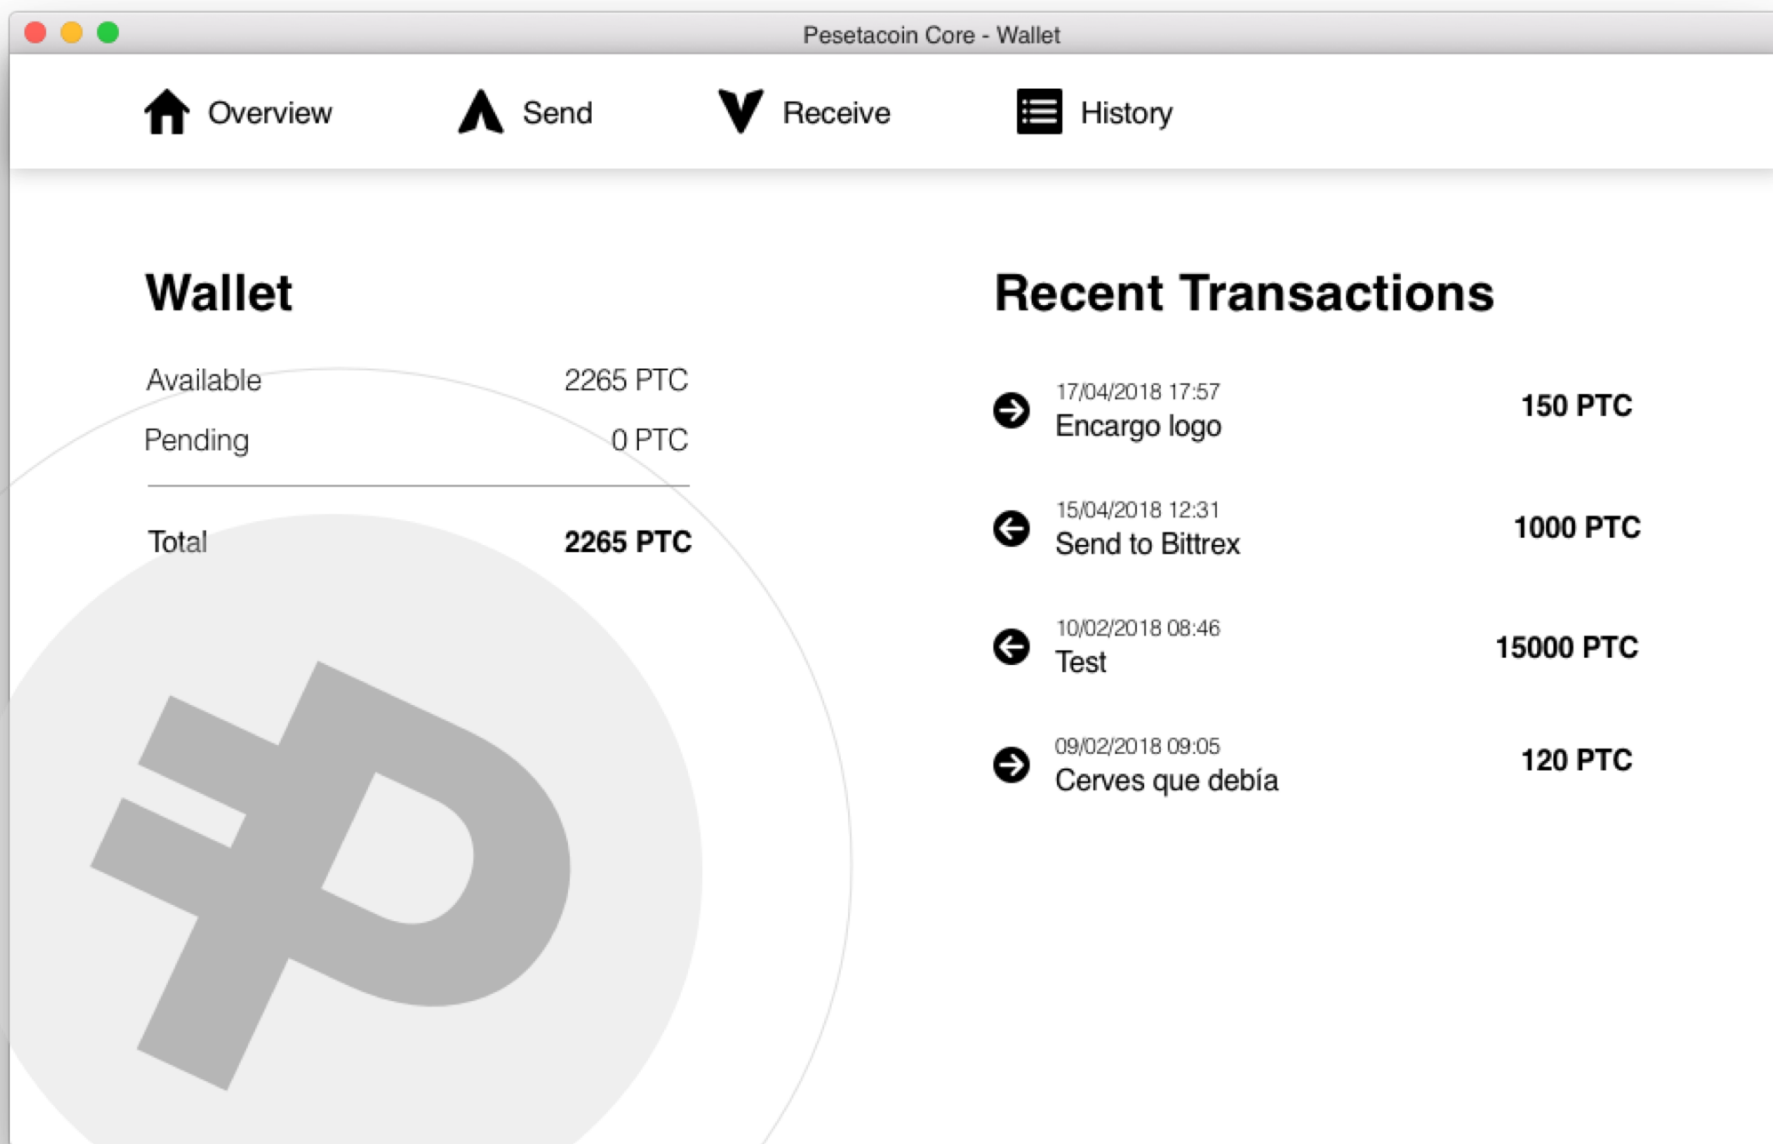 Pesetacoin Core - Wallet
Overview
Send
Receive
History
Wallet
Available 2265 PTC
Pending 0 PTC
Total 2265 PTC
Recent Transactions
17/04/2018 17:57
Encargo logo 150 PTC
15/04/2018 12:31
Send to Bittrex 1000 PTC
10/02/2018 08:46
Test 15000 PTC
09/02/2018 09:05
Cerves que debía 120 PTC